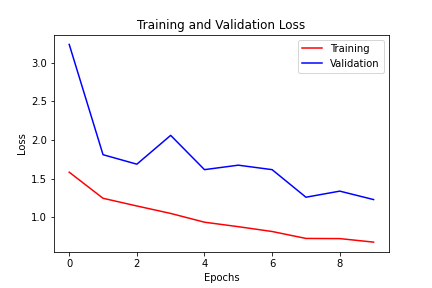 Training and Validation Loss
Training
Validation
3.0
2.5
2.0
1.5
1.0
Loss
0 2 4 6 8
Epochs